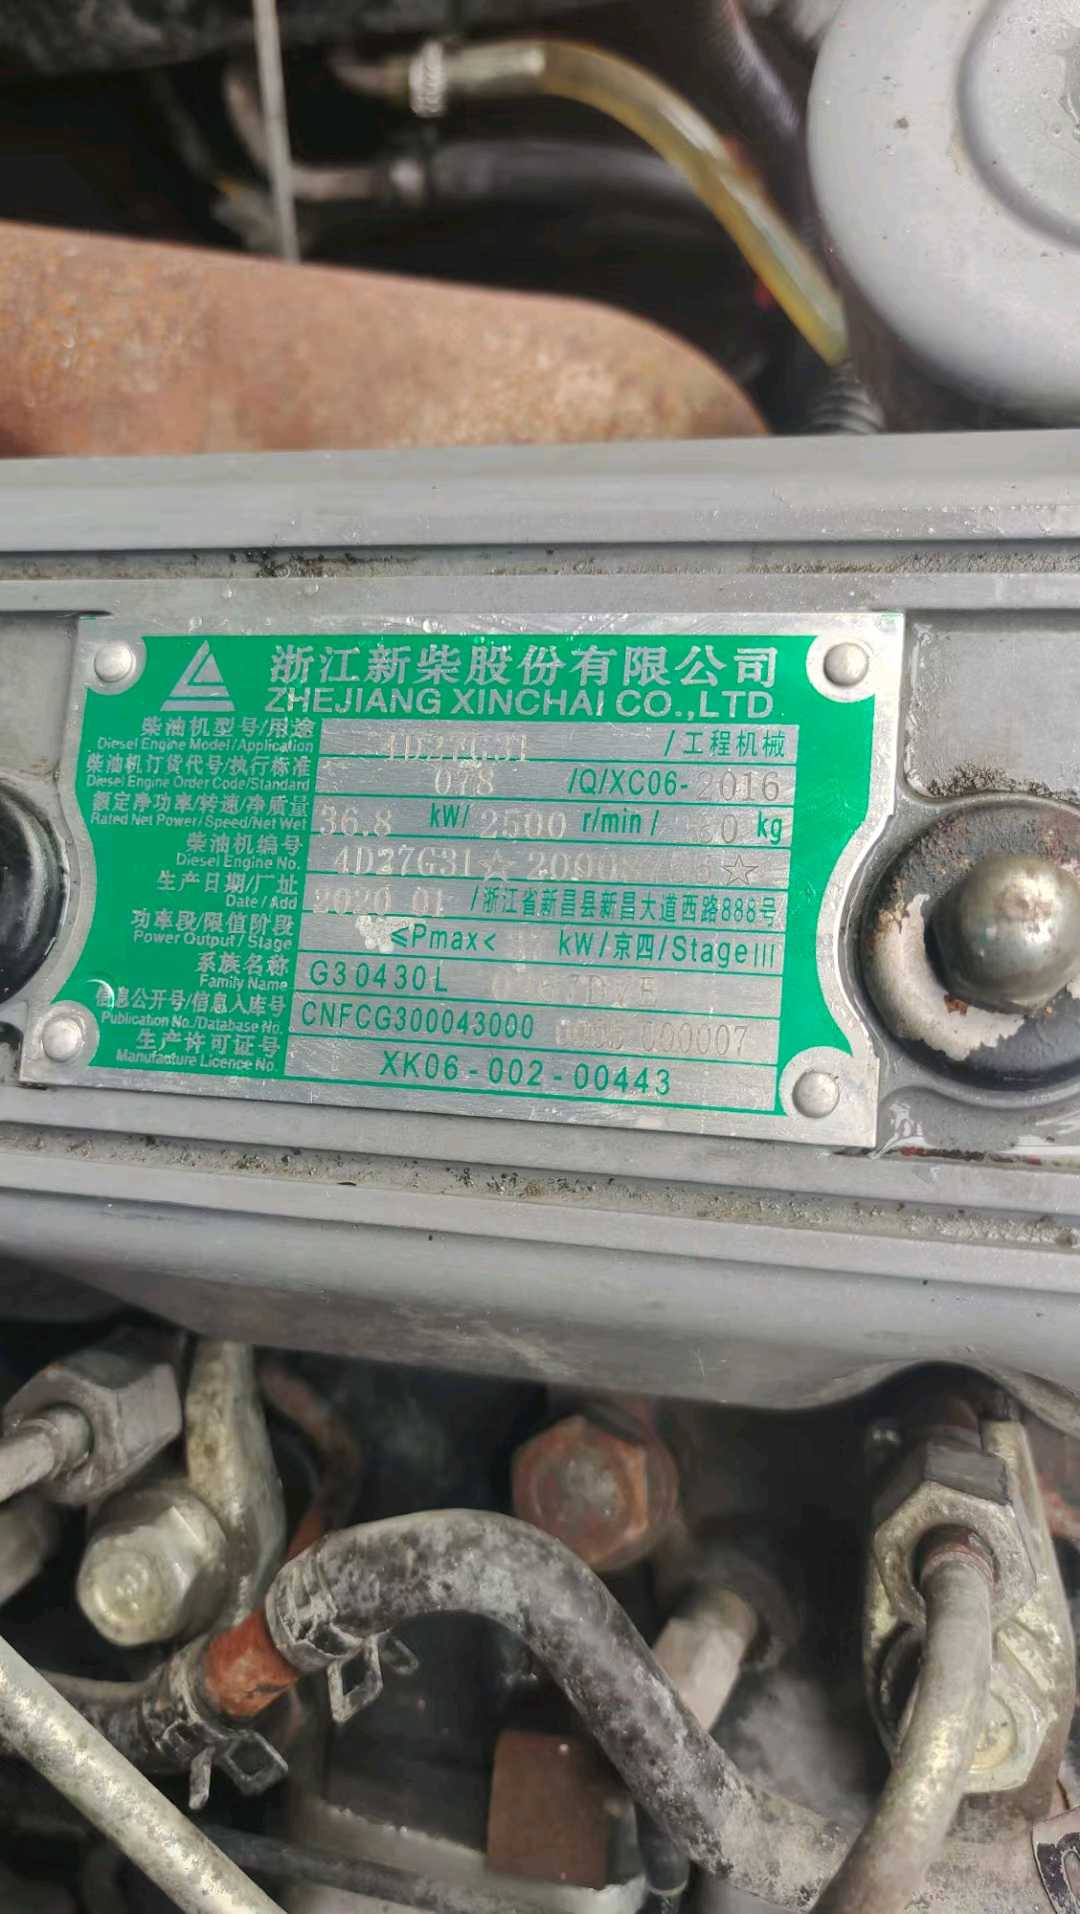 浙江新柴股份有限公司
ZHEJIANG XINCHAI CO.,LTD
柴油机型号/用途 4D27G31 /工程机械
Diesel Engine Model/Application
柴油机订货代号/执行标准 078 /Q/XC06-2016
Diesel Engine Order Code/Standard
额定净功率/转速/净质量 36.8 kW/ 2500 r/min / kg
Rated Net Power/Speed/Net Wet
柴油机编号 4D27G31☆ ☆
Diesel Engine No.
生产日期/厂址 2020 01 /浙江省新昌县新昌大道西路888号
Date / Add
功率段/限值阶段 ≤Pmax< kW/京四/Stage III
Power Output / Stage
系族名称 G30430L
Family Name
信息公开号/信息入库号 CNFCG300043000
Publication No./Database No.
生产许可证号 XK06-002-00443
Manufacture Licence No.